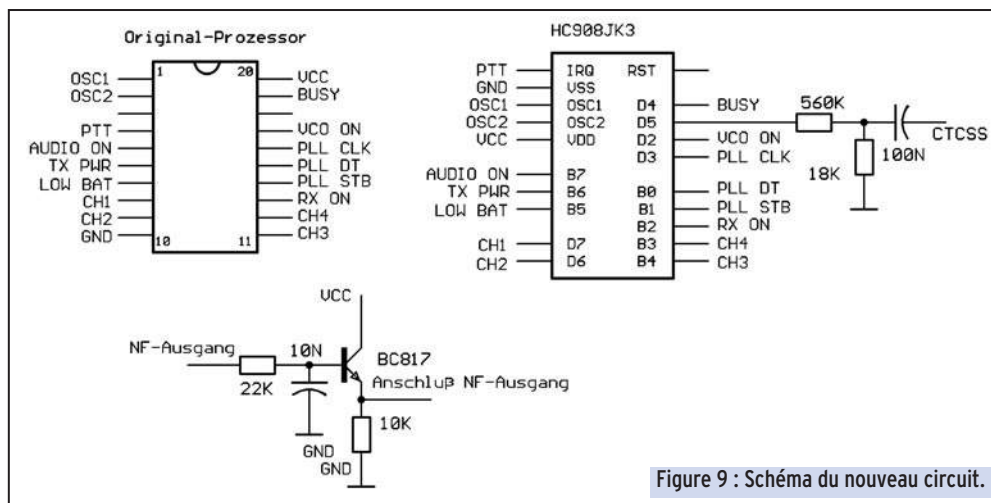 Original-Prozessor
1 20
OSC1 VCC
OSC2 BUSY
PTT VCO ON
AUDIO ON PLL CLK
TX PWR PLL DT
LOW BAT PLL STB
CH1 RX ON
CH2 CH4
GND 10 11 CH3
HC908JK3
PTT IRQ RST
GND VSS
OSC1 OSC1 D4 BUSY
OSC2 OSC2 D5
VCC VDD D2 VCO ON
D3 PLL CLK
AUDIO ON B7
TX PWR B6 B0 PLL DT
LOW BAT B5 B1 PLL STB
B2 RX ON
CH1 D7 B3 CH4
CH2 D6 B4 CH3
560K
CTCSS
100N
18K
VCC
NF-Ausgang 10N
BC817
22K
Anschluß NF-Ausgang
10K
GND
GND
Figure 9 : Schéma du nouveau circuit.